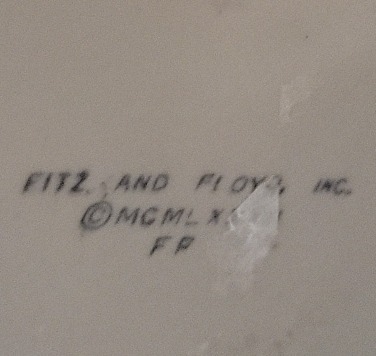 FITZ AND FLOYD, INC.
FF